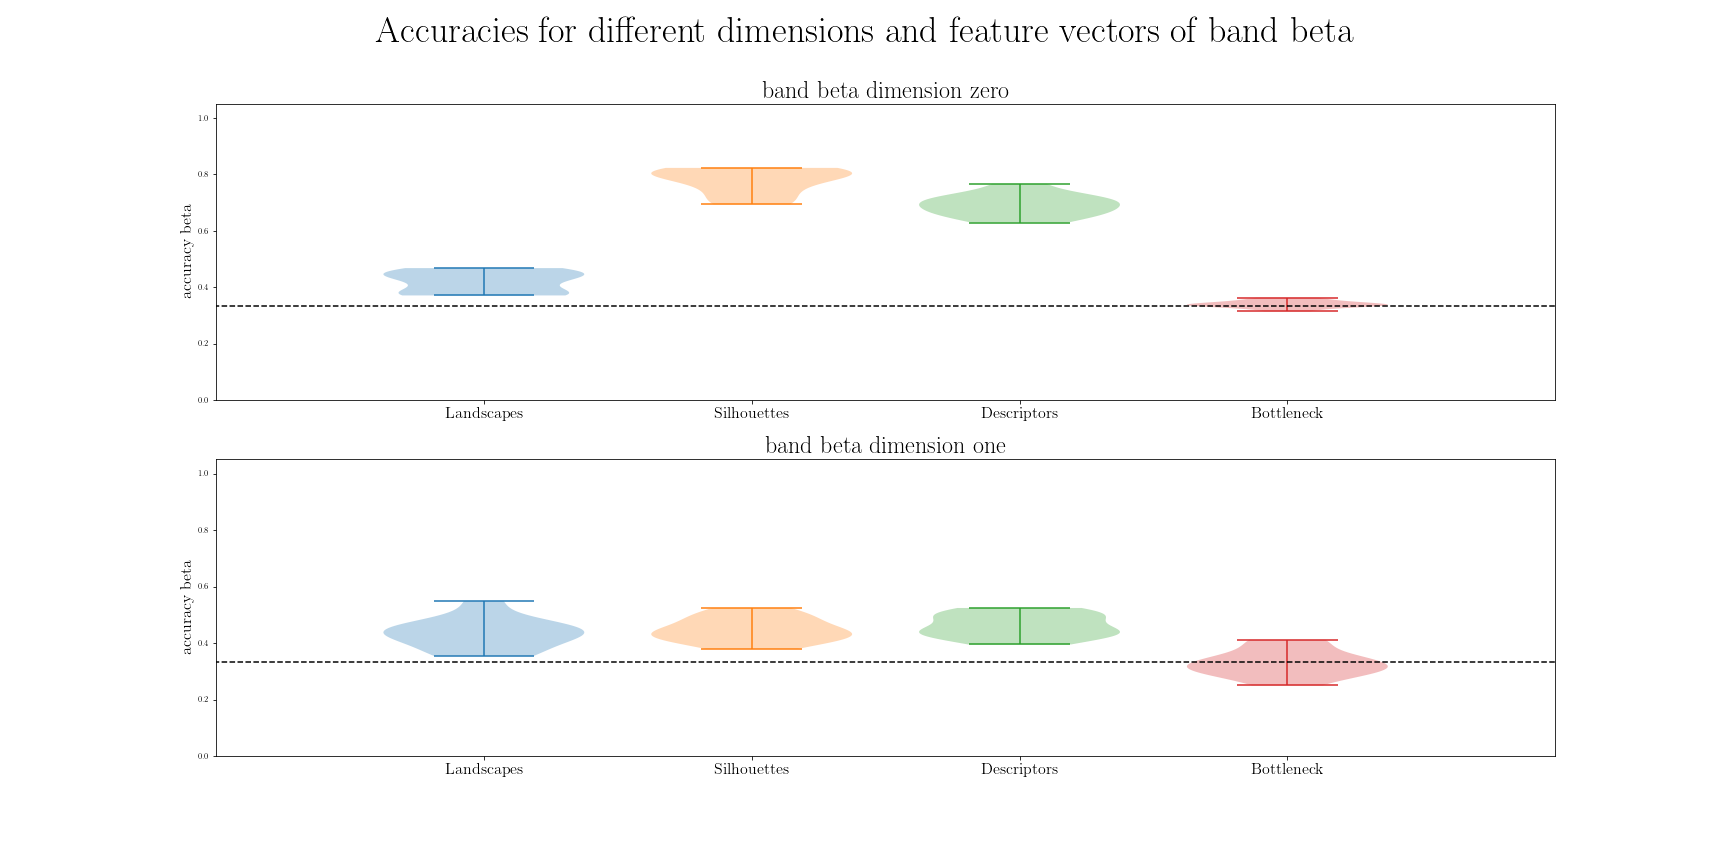 Accuracies for different dimensions and feature vectors of band beta
band beta dimension zero
1.0
0.8
0.6
0.4
0.2
0.0
accuracy beta
Landscapes Silhouettes Descriptors Bottleneck
band beta dimension one
1.0
0.8
0.6
0.4
0.2
0.0
accuracy beta
Landscapes Silhouettes Descriptors Bottleneck